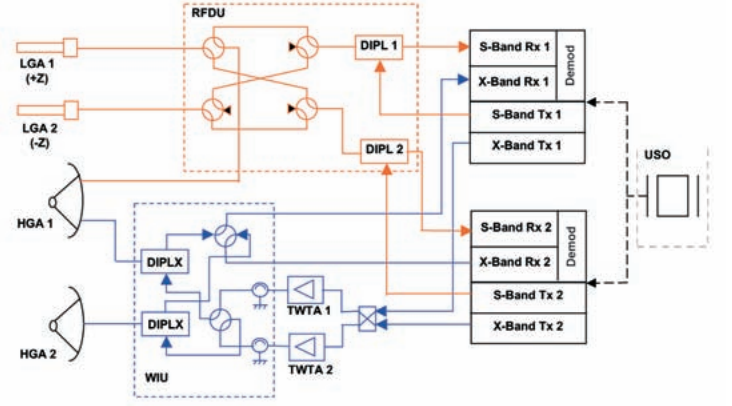 RFDU
LGA 1
(+Z)
LGA 2
(-Z)
HGA 1
HGA 2
DIPL 1
DIPL 2
S-Band Rx 1
X-Band Rx 1
Demod
S-Band Tx 1
X-Band Tx 1
USO
S-Band Rx 2
X-Band Rx 2
Demod
S-Band Tx 2
X-Band Tx 2
DIPLX
DIPLX
TWTA 1
TWTA 2
WIU